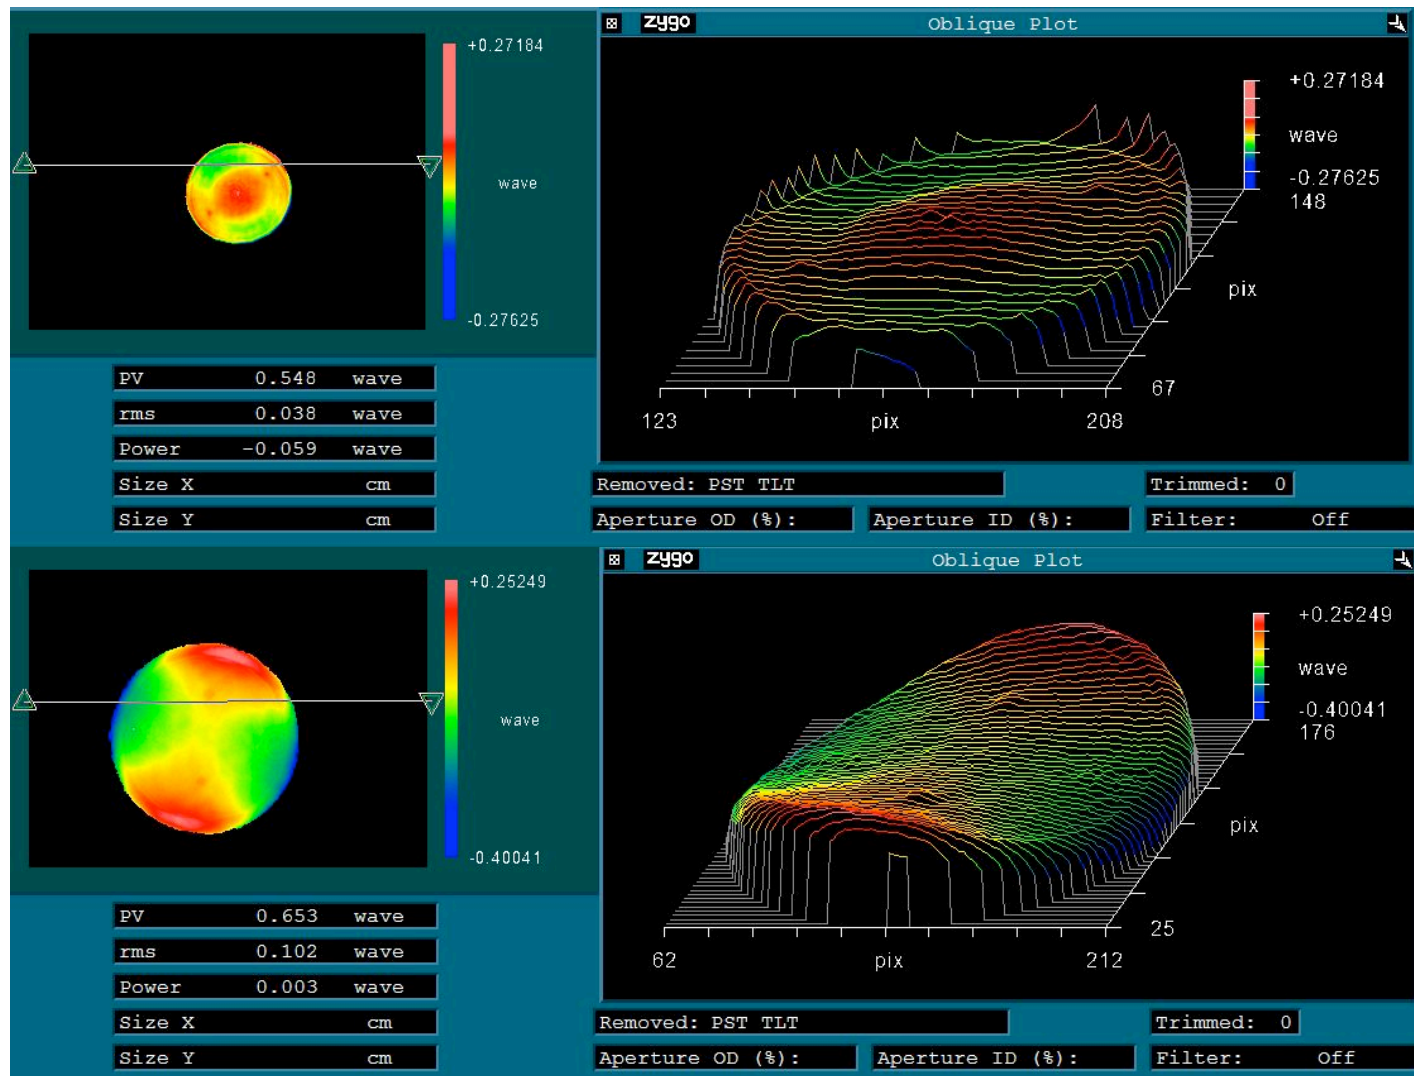 +0.27184
wave
-0.27625
PV 0.548 wave
rms 0.038 wave
Power -0.059 wave
Size X cm
Size Y cm
zygo Oblique Plot
+0.27184
wave
-0.27625
148
pix
67
123 pix 208
Removed: PST TLT Trimmed: 0
Aperture OD (%): Aperture ID (%): Filter: Off
+0.25249
wave
-0.40041
PV 0.653 wave
rms 0.102 wave
Power 0.003 wave
Size X cm
Size Y cm
zygo Oblique Plot
+0.25249
wave
-0.40041
176
pix
25
62 pix 212
Removed: PST TLT Trimmed: 0
Aperture OD (%): Aperture ID (%): Filter: Off